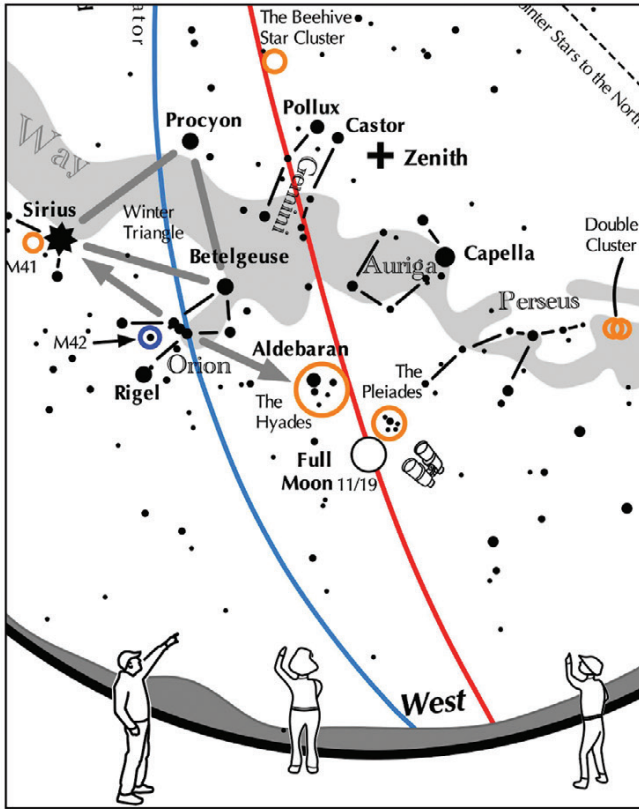 ator
The Beehive
Star Cluster
inter Stars to the North
Way
Procyon
Pollux
Castor
Gemini
Zenith
Sirius
Winter
Triangle
M41
Betelgeuse
Auriga
Capella
Double
Cluster
Perseus
M42
Orion
Aldebaran
Rigel
The
Hyades
The
Pleiades
Full
Moon 11/19
West